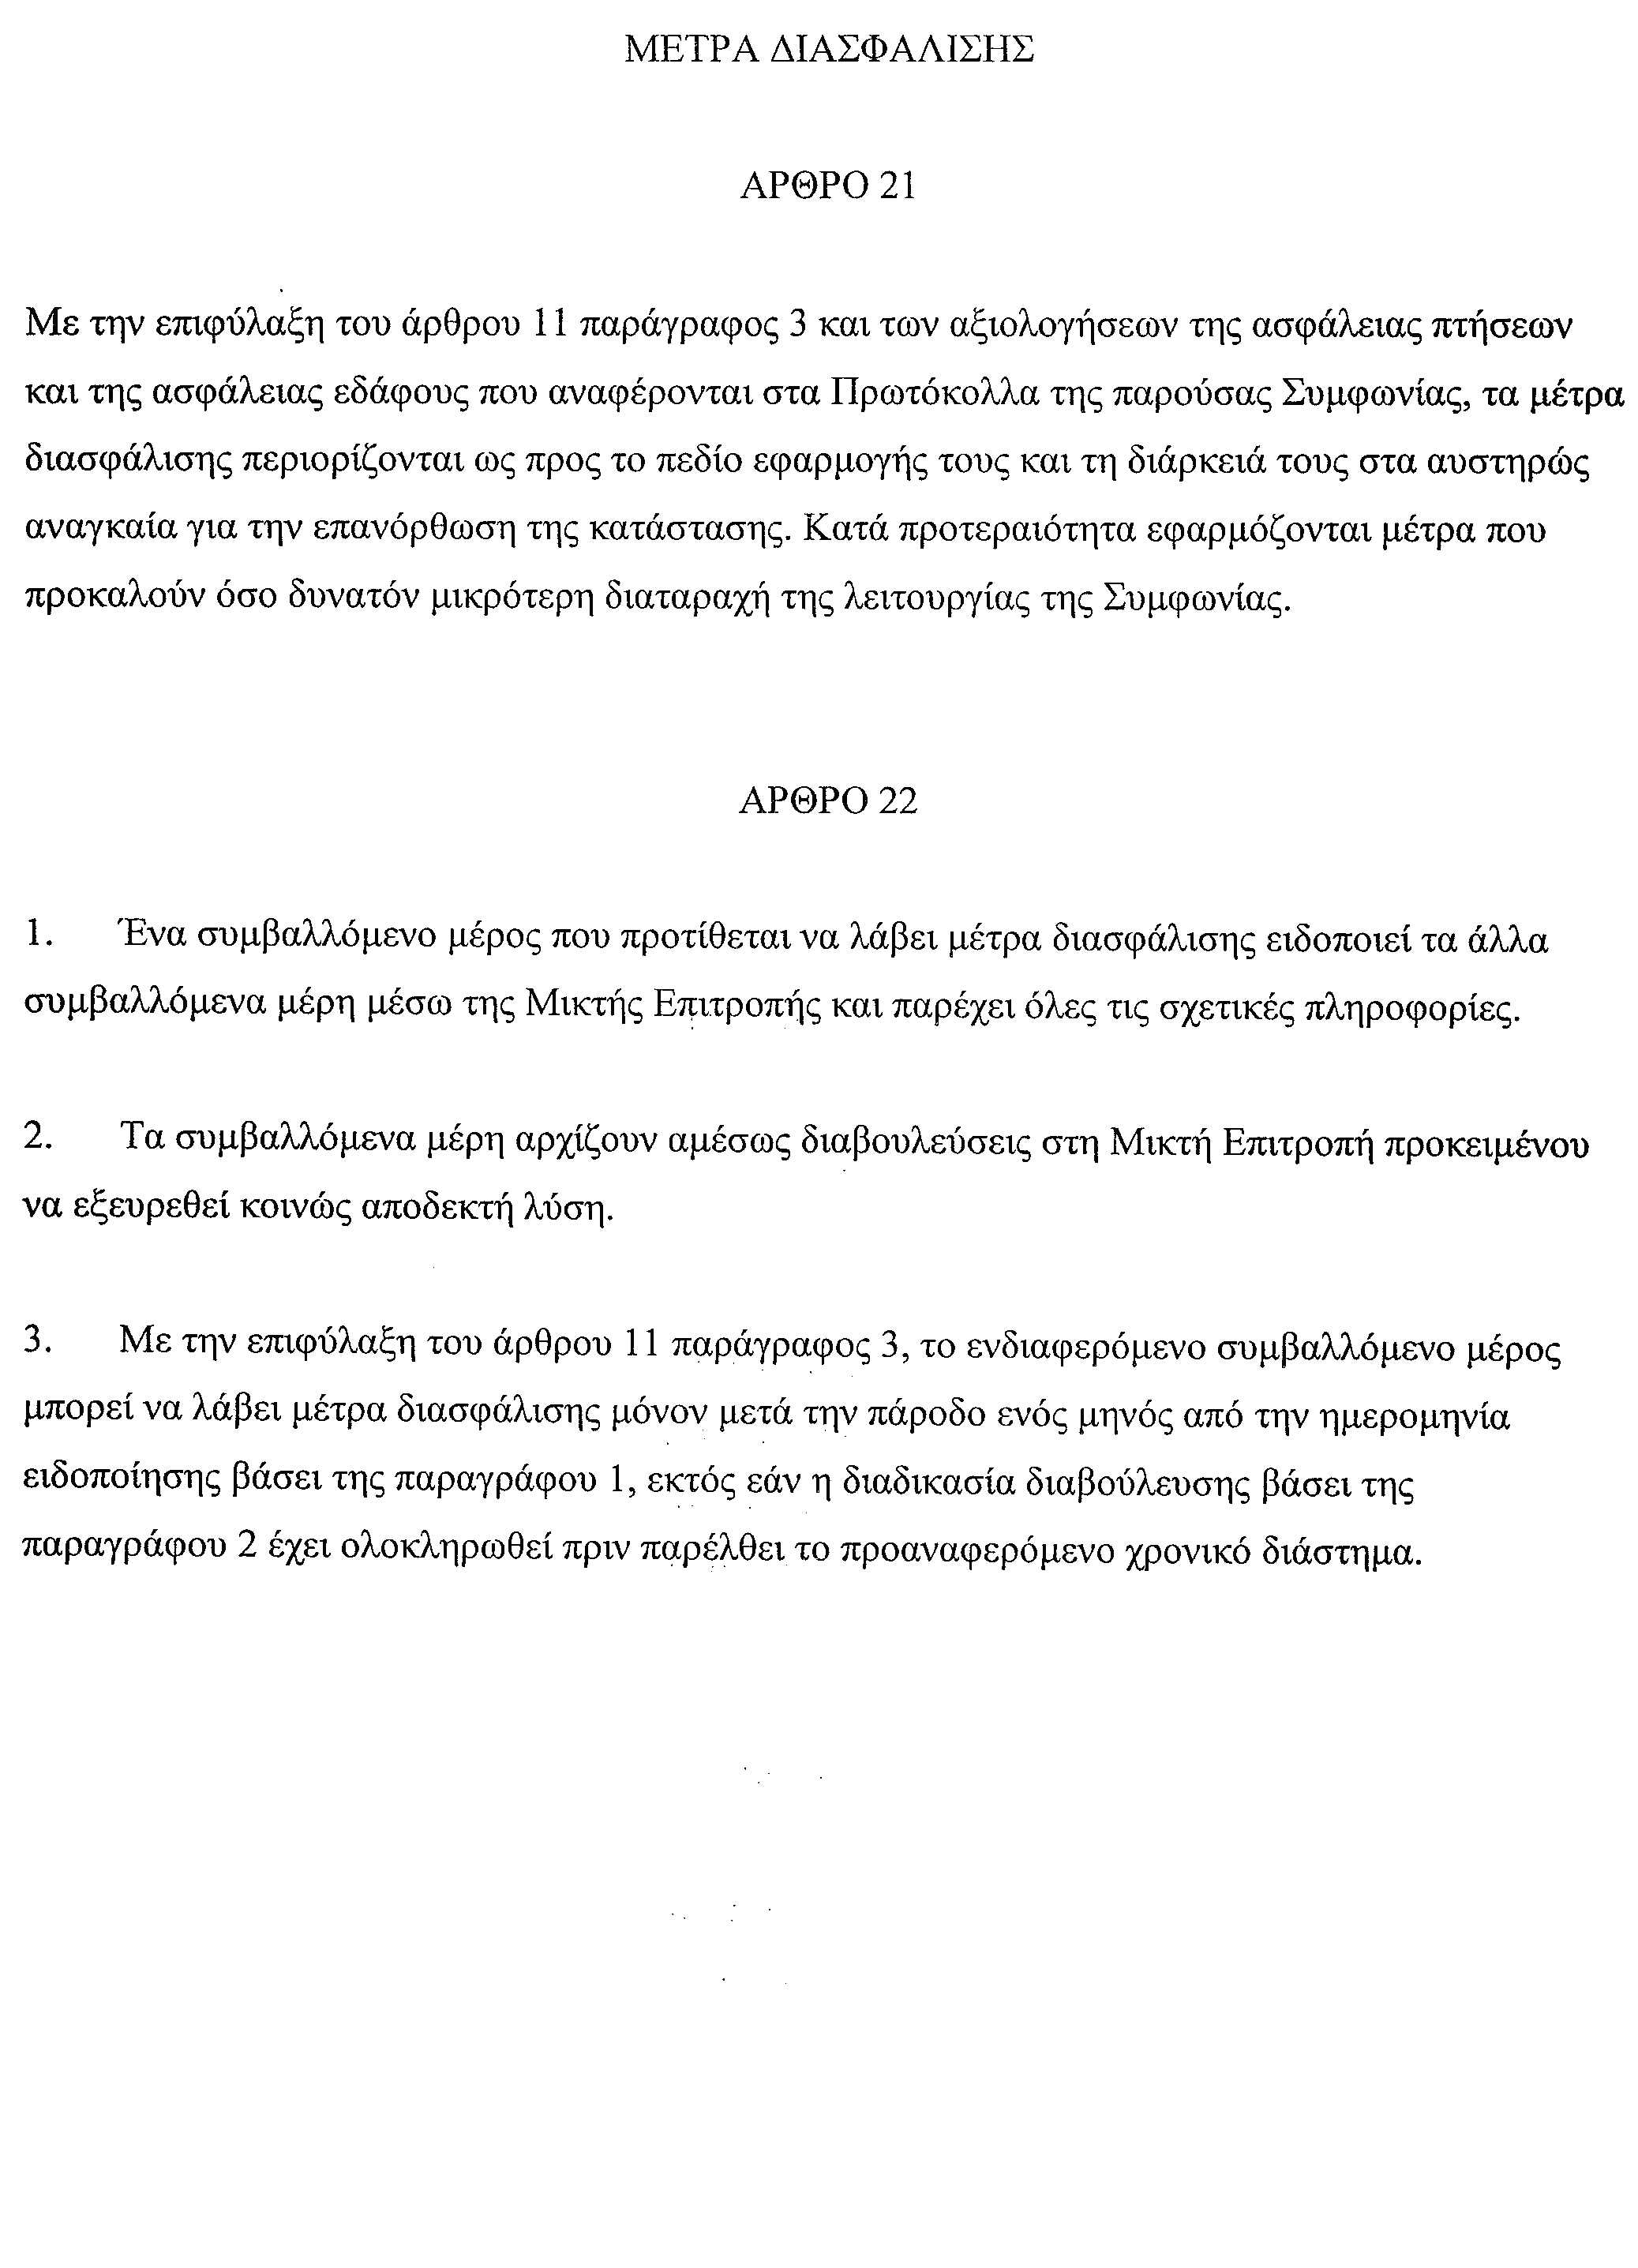 ΜΕΤΡΑ ΔΙΑΣΦΑΛΙΣΗΣ
ΑΡΘΡΟ 21
Με την επιφύλαξη του άρθρου 11 παράγραφος 3 και των αξιολογήσεων της ασφάλειας πτήσεων
και της ασφάλειας εδάφους που αναφέρονται στα Πρωτόκολλα της παρούσας Συμφωνίας, τα μέτρα
διασφάλισης περιορίζονται ως προς το πεδίο εφαρμογής τους και τη διάρκειά τους στα αυστηρώς
αναγκαία για την επανόρθωση της κατάστασης. Κατά προτεραιότητα εφαρμόζονται μέτρα που
προκαλούν όσο δυνατόν μικρότερη διαταραχή της λειτουργίας της Συμφωνίας.
ΑΡΘΡΟ 22
1. Ένα συμβαλλόμενο μέρος που προτίθεται να λάβει μέτρα διασφάλισης ειδοποιεί τα άλλα
συμβαλλόμενα μέρη μέσω της Μικτής Επιτροπής και παρέχει όλες τις σχετικές πληροφορίες.
2. Τα συμβαλλόμενα μέρη αρχίζουν αμέσως διαβουλεύσεις στη Μικτή Επιτροπή προκειμένου
να εξευρεθεί κοινώς αποδεκτή λύση.
3. Με την επιφύλαξη του άρθρου 11 παράγραφος 3, το ενδιαφερόμενο συμβαλλόμενο μέρος
μπορεί να λάβει μέτρα διασφάλισης μόνον μετά την πάροδο ενός μηνός από την ημερομηνία
ειδοποίησης βάσει της παραγράφου 1, εκτός εάν η διαδικασία διαβούλευσης βάσει της
παραγράφου 2 έχει ολοκληρωθεί πριν παρέλθει το προαναφερόμενο χρονικό διάστημα.